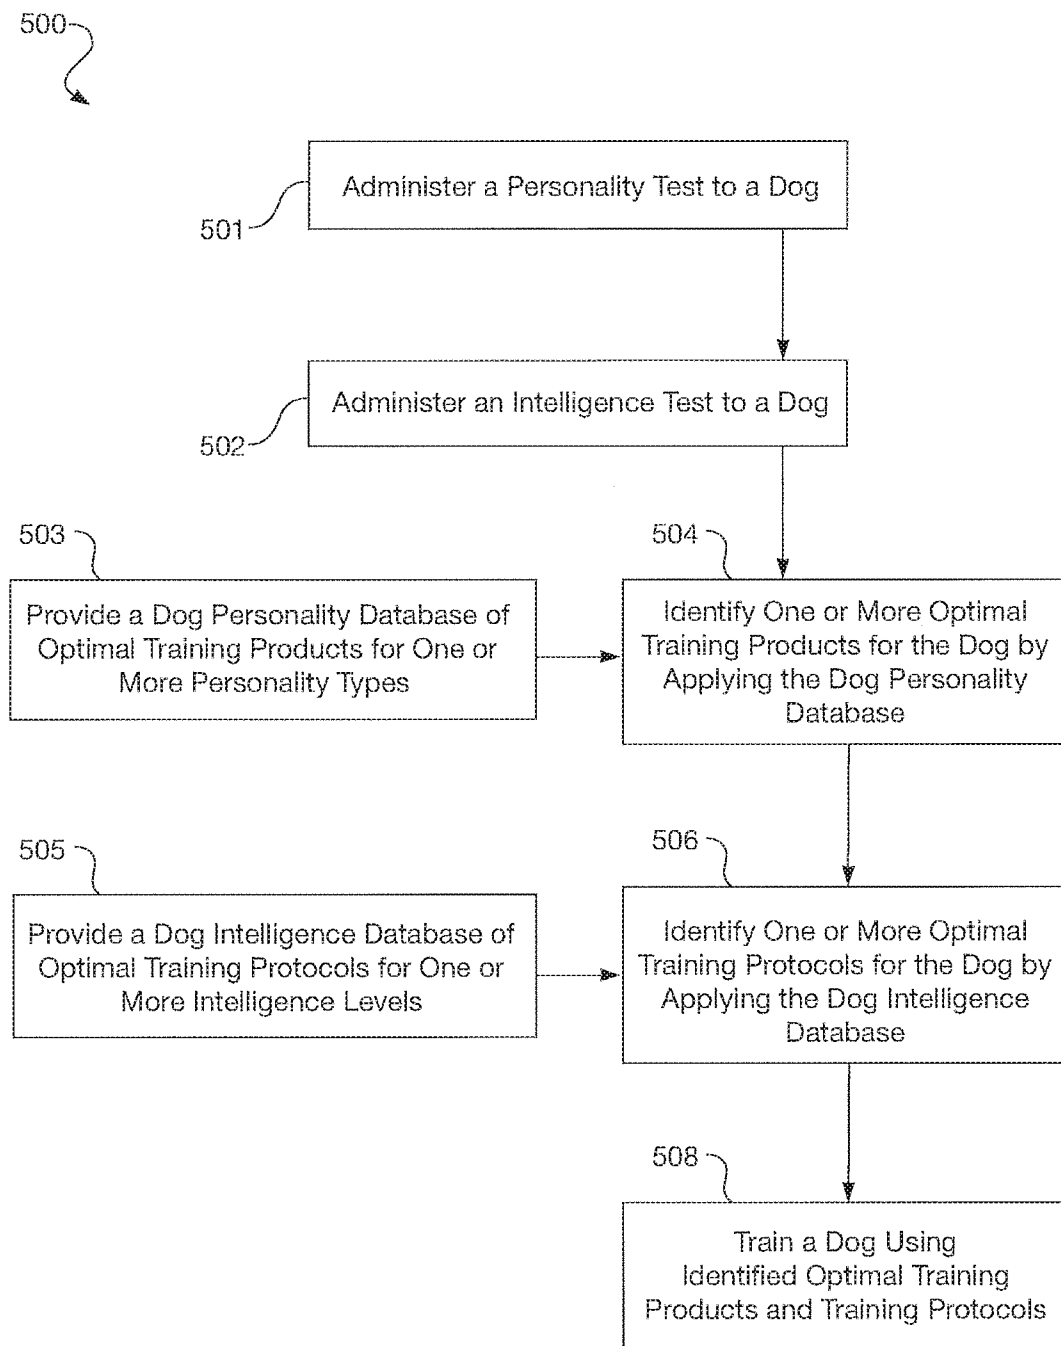 500
Administer a Personality Test to a Dog
501
Administer an Intelligence Test to a Dog
502
503
Provide a Dog Personality Database of
Optimal Training Products for One or
More Personality Types
504
Identify One or More Optimal
Training Products for the Dog by
Applying the Dog Personality
Database
505
Provide a Dog Intelligence Database of
Optimal Training Protocols for One or
More Intelligence Levels
506
Identify One or More Optimal
Training Protocols for the Dog by
Applying the Dog Intelligence
Database
508
Train a Dog Using
Identified Optimal Training
Products and Training Protocols